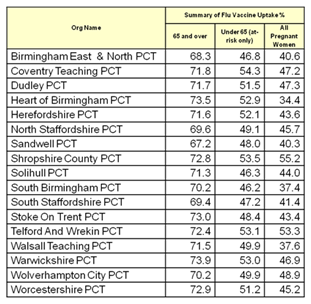 Org Name
Summary of Flu Vaccine Uptake %
65 and over
Under 65 (at-
risk only)
All
Pregnant
Women
Birmingham East & North PCT 68.3 46.8 40.6
Coventry Teaching PCT 71.8 54.3 47.2
Dudley PCT 71.7 51.5 47.3
Heart of Birmingham PCT 73.5 52.9 34.4
Herefordshire PCT 71.6 52.1 43.6
North Staffordshire PCT 69.6 49.1 45.7
Sandwell PCT 67.2 48.0 40.3
Shropshire County PCT 72.8 53.5 55.2
Solihull PCT 71.3 46.3 44.0
South Birmingham PCT 70.2 46.2 37.4
South Staffordshire PCT 69.4 47.2 41.4
Stoke On Trent PCT 73.0 48.4 43.4
Telford And Wrekin PCT 72.4 53.1 53.3
Walsall Teaching PCT 71.5 49.9 37.6
Warwickshire PCT 73.9 53.0 46.9
Wolverhampton City PCT 70.2 49.9 48.9
Worcestershire PCT 72.9 51.2 45.2